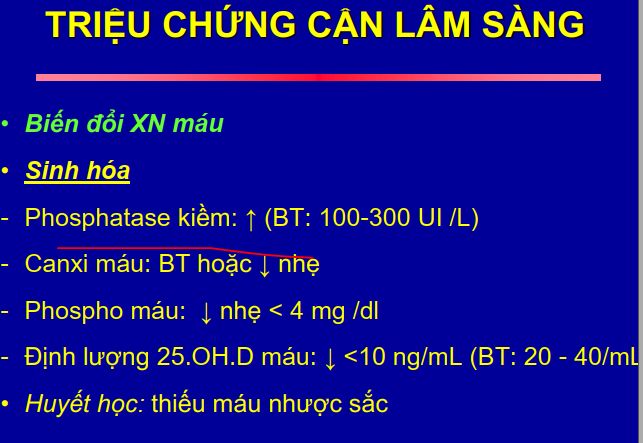 TRIỆU CHỨNG CẬN LÂM SÀNG
• Biến đổi XN máu
• Sinh hóa
- Phosphatase kiềm: ↑ (BT: 100-300 UI /L)
- Canxi máu: BT hoặc ↓ nhẹ
- Phospho máu: ↓ nhẹ < 4 mg /dl
- Định lượng 25.OH.D máu: ↓ <10 ng/mL (BT: 20 - 40/mL
• Huyết học: thiếu máu nhược sắc